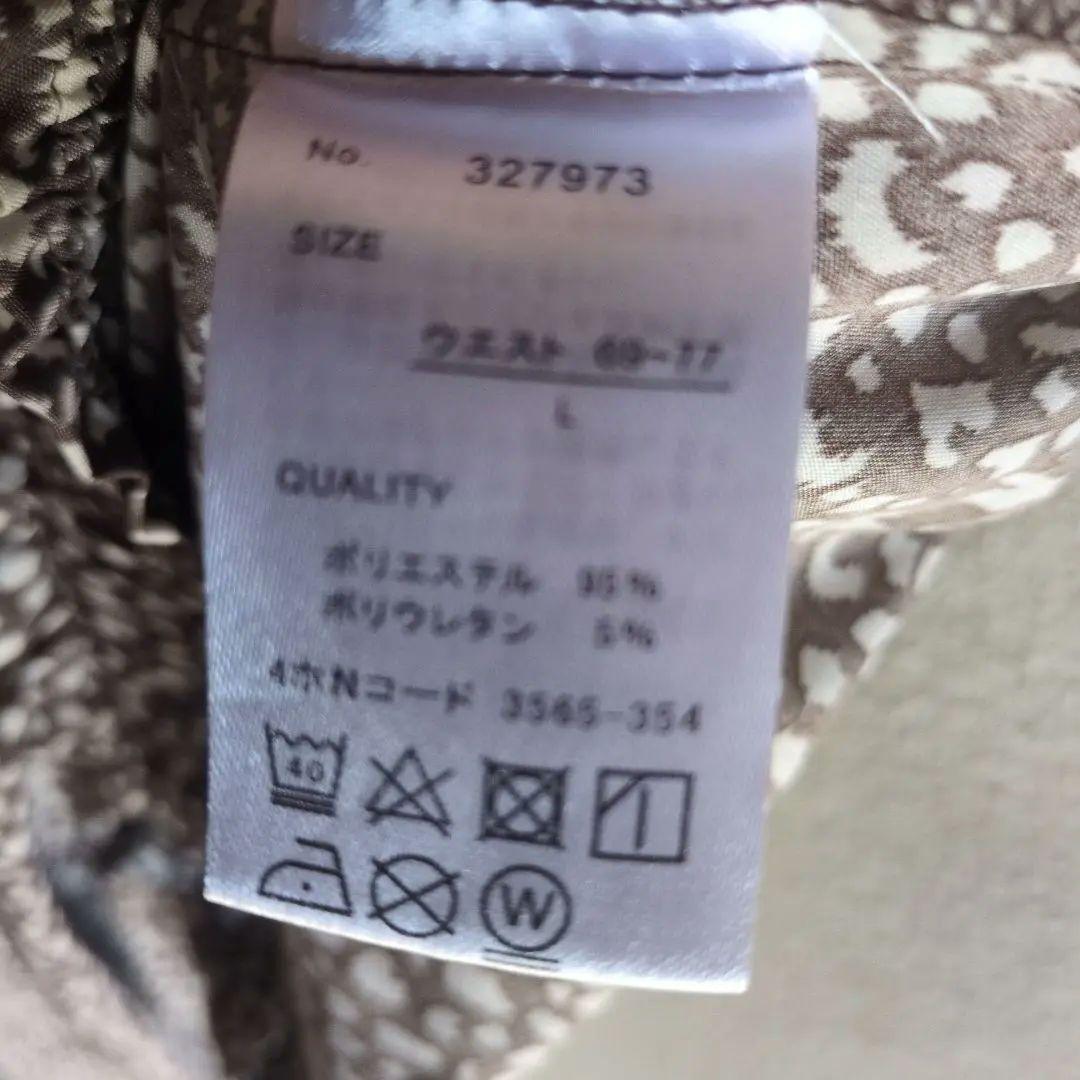 No. 327973
SIZE
ウエスト 69-77
L
QUALITY
ポリエステル 95%
ポリウレタン 5%
4ホNコード 3565-354
40
W